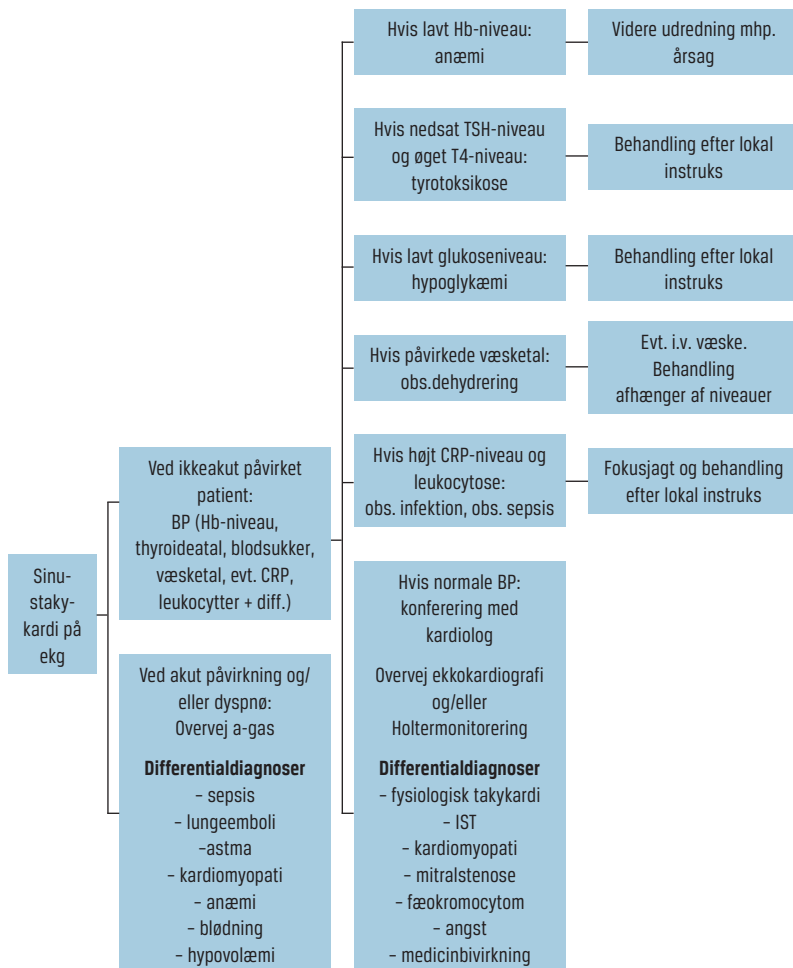 Sinu-
staky-
kardi på
ekg
Ved ikkeakut påvirket
patient:
BP (Hb-niveau,
thyroideatal, blodsukker,
væsketal, evt. CRP,
leukocytter + diff.)
Ved akut påvirkning og/
eller dyspnø:
Overvej a-gas
Differentialdiagnoser
– sepsis
– lungeemboli
–astma
– kardiomyopati
– anæmi
– blødning
– hypovolæmi
Hvis lavt Hb-niveau:
anæmi
Videre udredning mhp.
årsag
Hvis nedsat TSH-niveau
og øget T4-niveau:
tyrotoksikose
Behandling efter lokal
instruks
Hvis lavt glukoseniveau:
hypoglykæmi
Behandling efter lokal
instruks
Hvis påvirkede væsketal:
obs.dehydrering
Evt. i.v. væske.
Behandling
afhænger af niveauer
Hvis højt CRP-niveau og
leukocytose:
obs. infektion, obs. sepsis
Fokusjagt og behandling
efter lokal instruks
Hvis normale BP:
konferering med
kardiolog
Overvej ekkokardiografi
og/eller
Holtermonitorering
Differentialdiagnoser
– fysiologisk takykardi
– IST
– kardiomyopati
– mitralstenose
– fæokromocytom
– angst
– medicinbivirkning